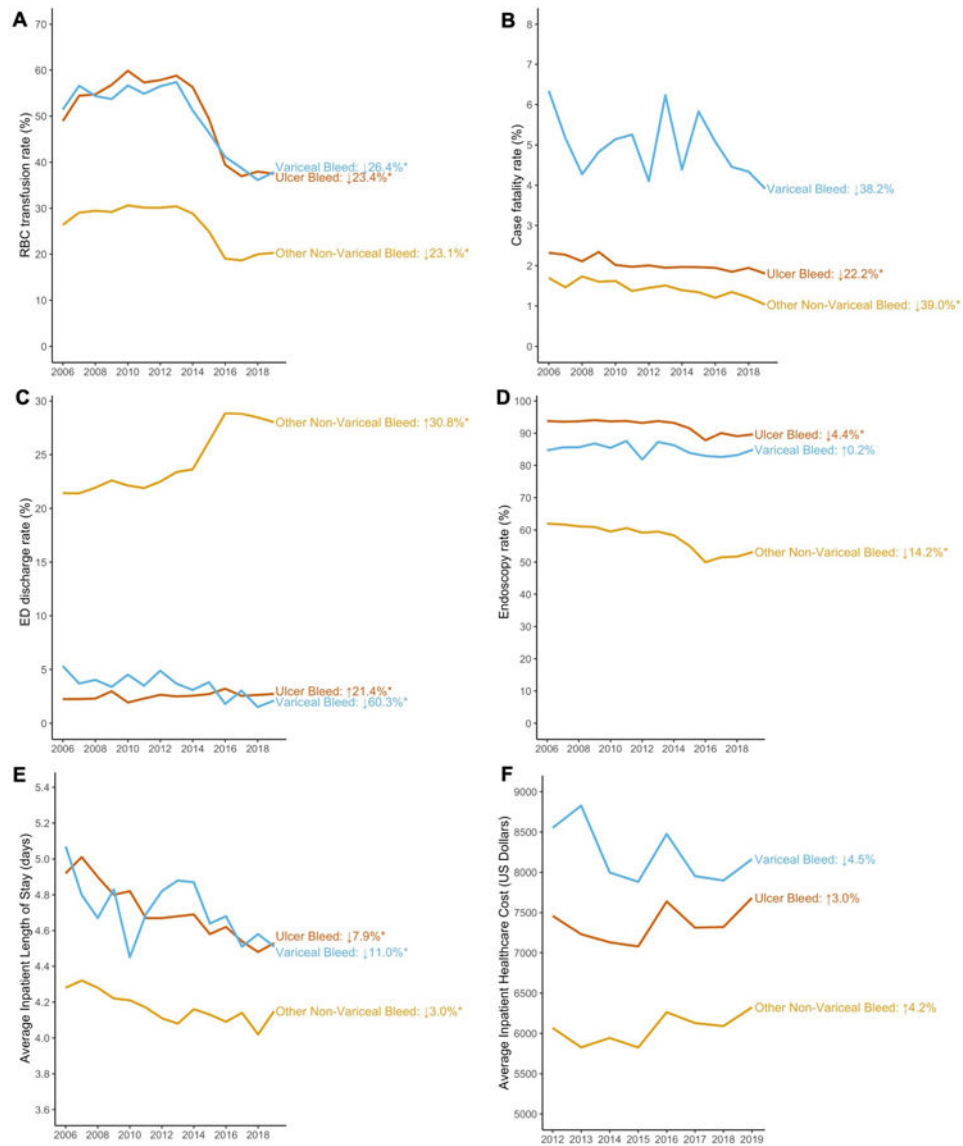 A
RBC transfusion rate (%)
70
60
50
40
30
20
10
0
2006 2008 2010 2012 2014 2016 2018
Variceal Bleed: ↓26.4%*
Ulcer Bleed: ↓23.4%*
Other Non-Variceal Bleed: ↓23.1%*
B
Case fatality rate (%)
8
7
6
5
4
3
2
1
0
2006 2008 2010 2012 2014 2016 2018
Variceal Bleed: ↓38.2%
Ulcer Bleed: ↓22.2%*
Other Non-Variceal Bleed: ↓39.0%*
C
ED discharge rate (%)
30
25
20
15
10
5
0
2006 2008 2010 2012 2014 2016 2018
Other Non-Variceal Bleed: ↑30.8%*
Ulcer Bleed: ↑21.4%*
Variceal Bleed: ↓60.3%*
D
Endoscopy rate (%)
100
90
80
70
60
50
40
30
20
10
0
2006 2008 2010 2012 2014 2016 2018
Ulcer Bleed: ↓4.4%*
Variceal Bleed: ↑0.2%
Other Non-Variceal Bleed: ↓14.2%*
E
Average Inpatient Length of Stay (days)
5.4
5.2
5.0
4.8
4.6
4.4
4.2
4.0
3.8
3.6
2006 2008 2010 2012 2014 2016 2018
Ulcer Bleed: ↓7.9%*
Variceal Bleed: ↓11.0%*
Other Non-Variceal Bleed: ↓3.0%*
F
Average Inpatient Healthcare Cost (US Dollars)
9000
8500
8000
7500
7000
6500
6000
5500
5000
2012 2013 2014 2015 2016 2017 2018 2019
Variceal Bleed: ↓4.5%
Ulcer Bleed: ↑3.0%
Other Non-Variceal Bleed: ↑4.2%